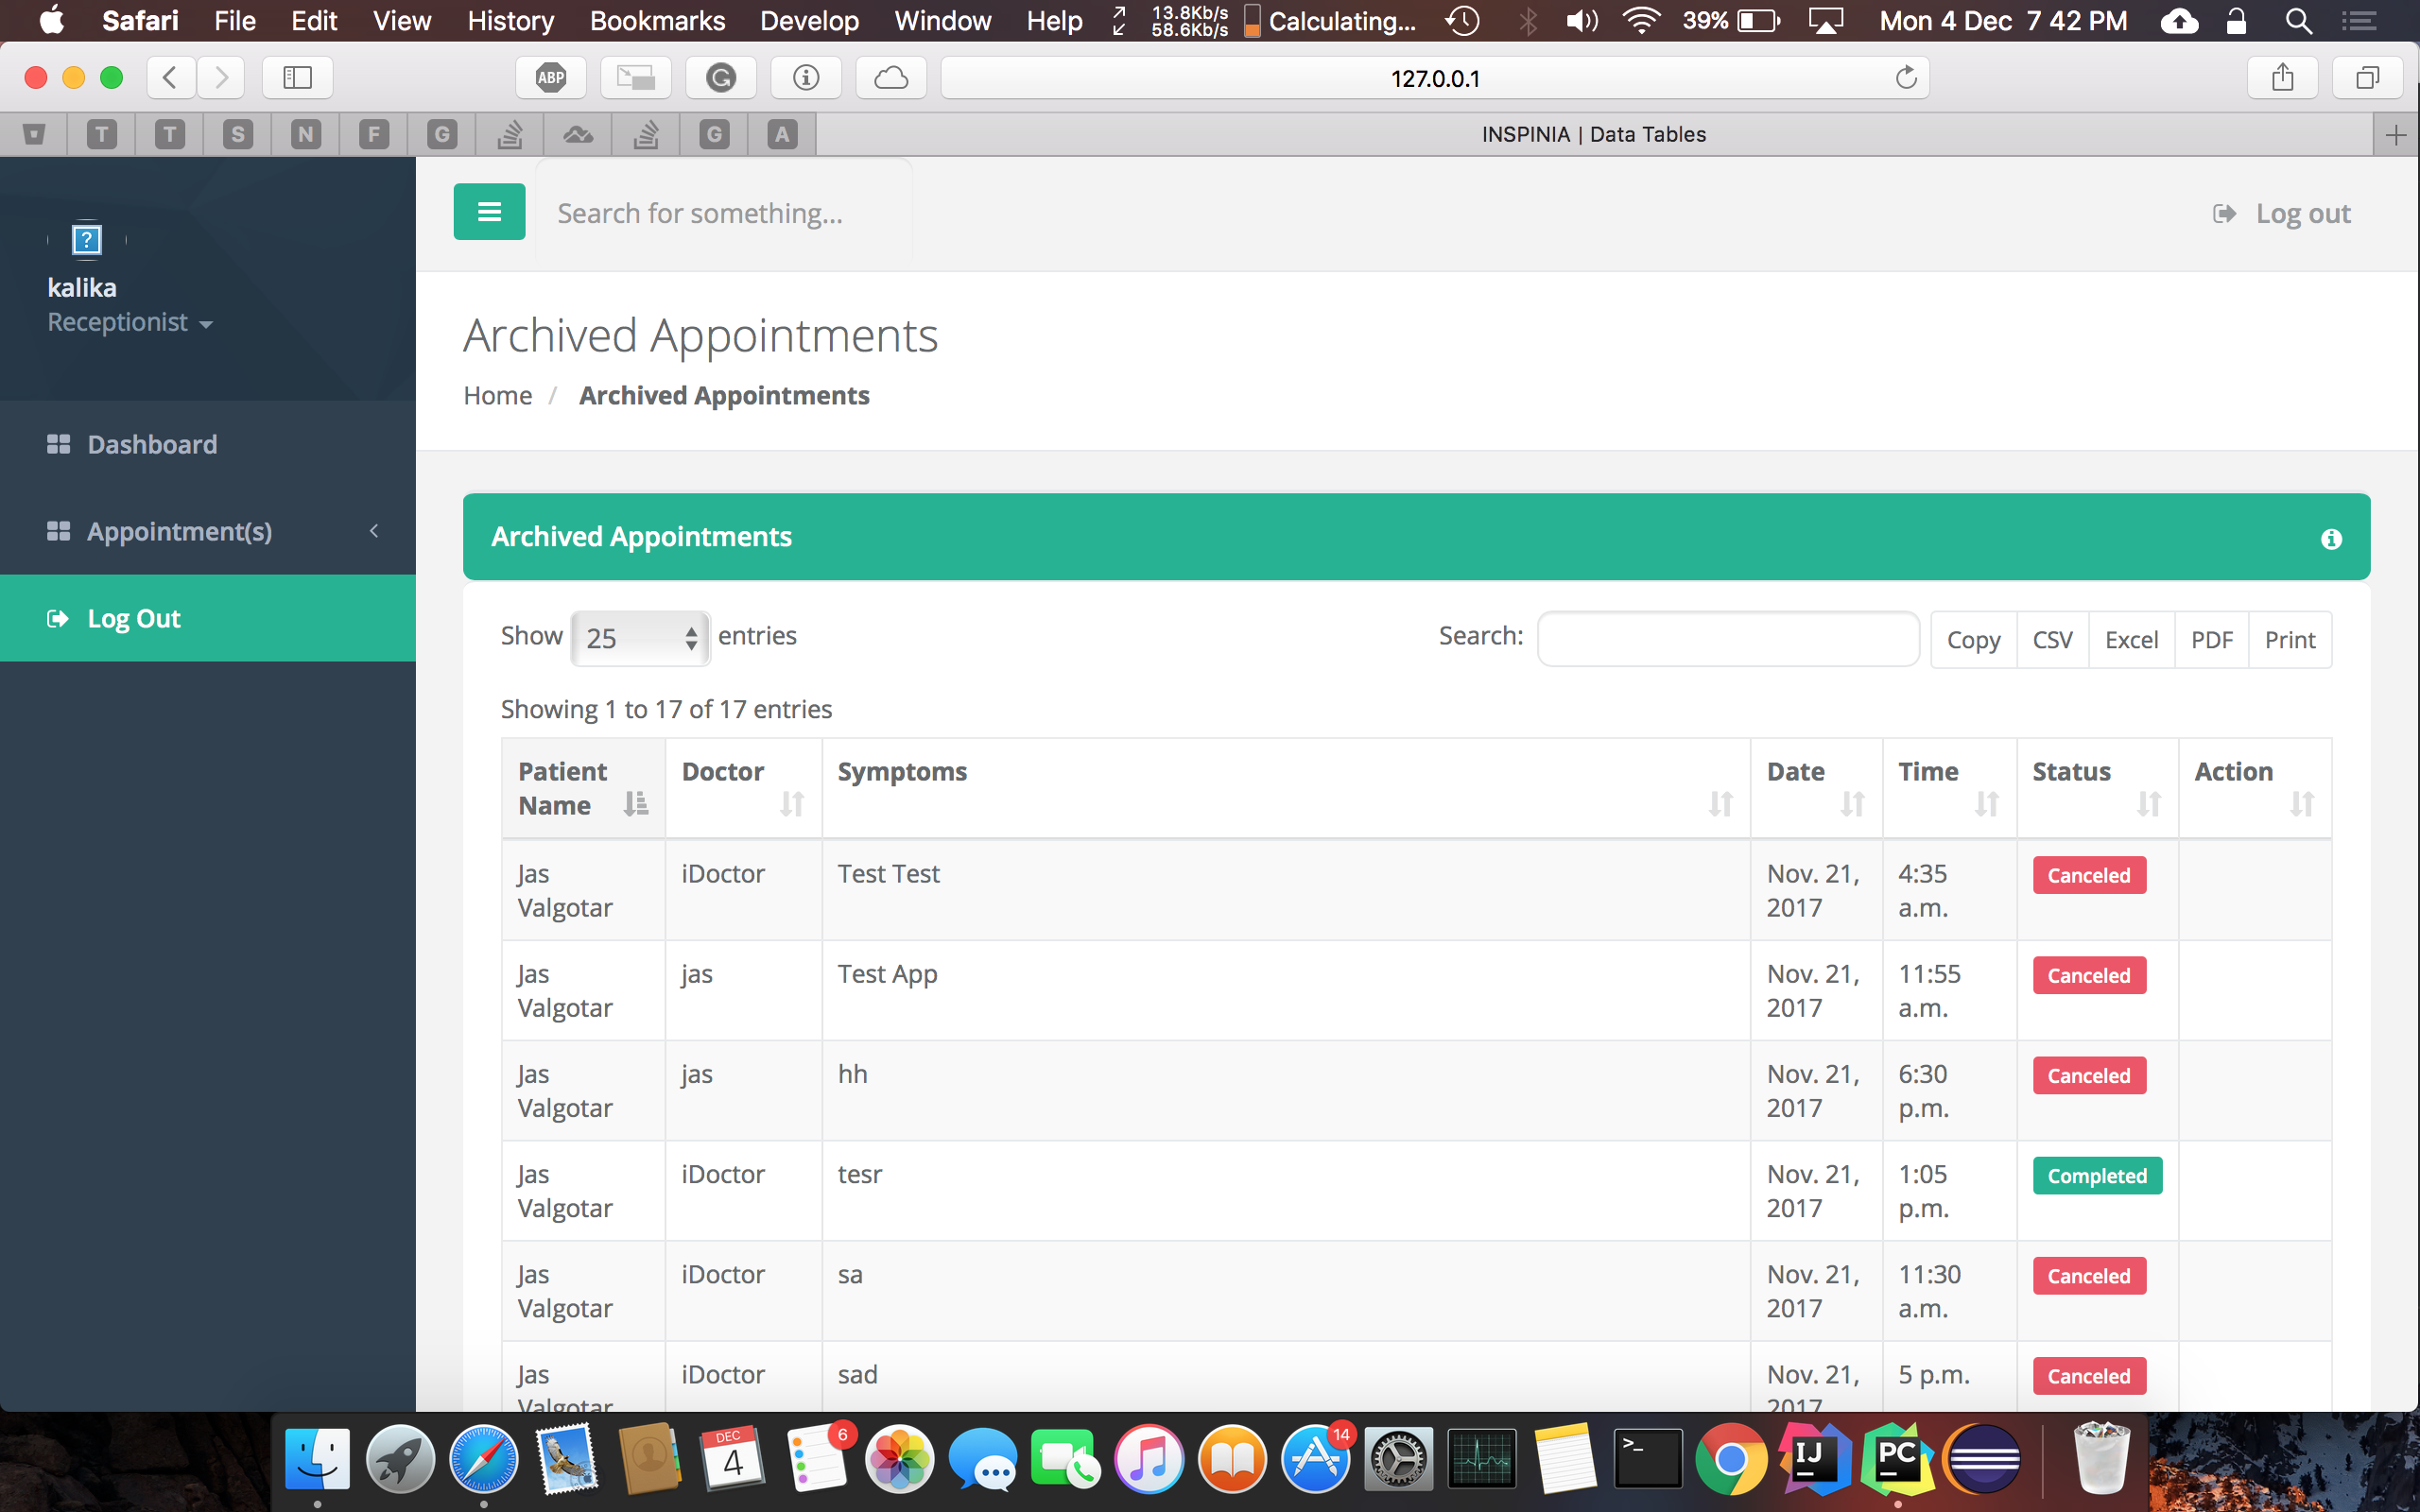 Safari File Edit View History Bookmarks Develop Window Help 13.8Kb/s 58.6Kb/s Calculating... 39% Mon 4 Dec 7 42 PM
ABP 127.0.0.1
T T S N F G G A INSPINIA | Data Tables
Search for something...
Log out
?
kalika
Receptionist
Dashboard
Appointment(s)
Log Out
Archived Appointments
Home / Archived Appointments
Archived Appointments
Show 25 entries
Search: Copy CSV Excel PDF Print
Showing 1 to 17 of 17 entries
Patient Name Doctor Symptoms Date Time Status Action
Jas Valgotar iDoctor Test Test Nov. 21, 2017 4:35 a.m. Canceled
Jas Valgotar jas Test App Nov. 21, 2017 11:55 a.m. Canceled
Jas Valgotar jas hh Nov. 21, 2017 6:30 p.m. Canceled
Jas Valgotar iDoctor tesr Nov. 21, 2017 1:05 p.m. Completed
Jas Valgotar iDoctor sa Nov. 21, 2017 11:30 a.m. Canceled
Jas Valgotar iDoctor sad Nov. 21, 2017 5 p.m. Canceled
DEC 4 6 14 >_ IJ PC